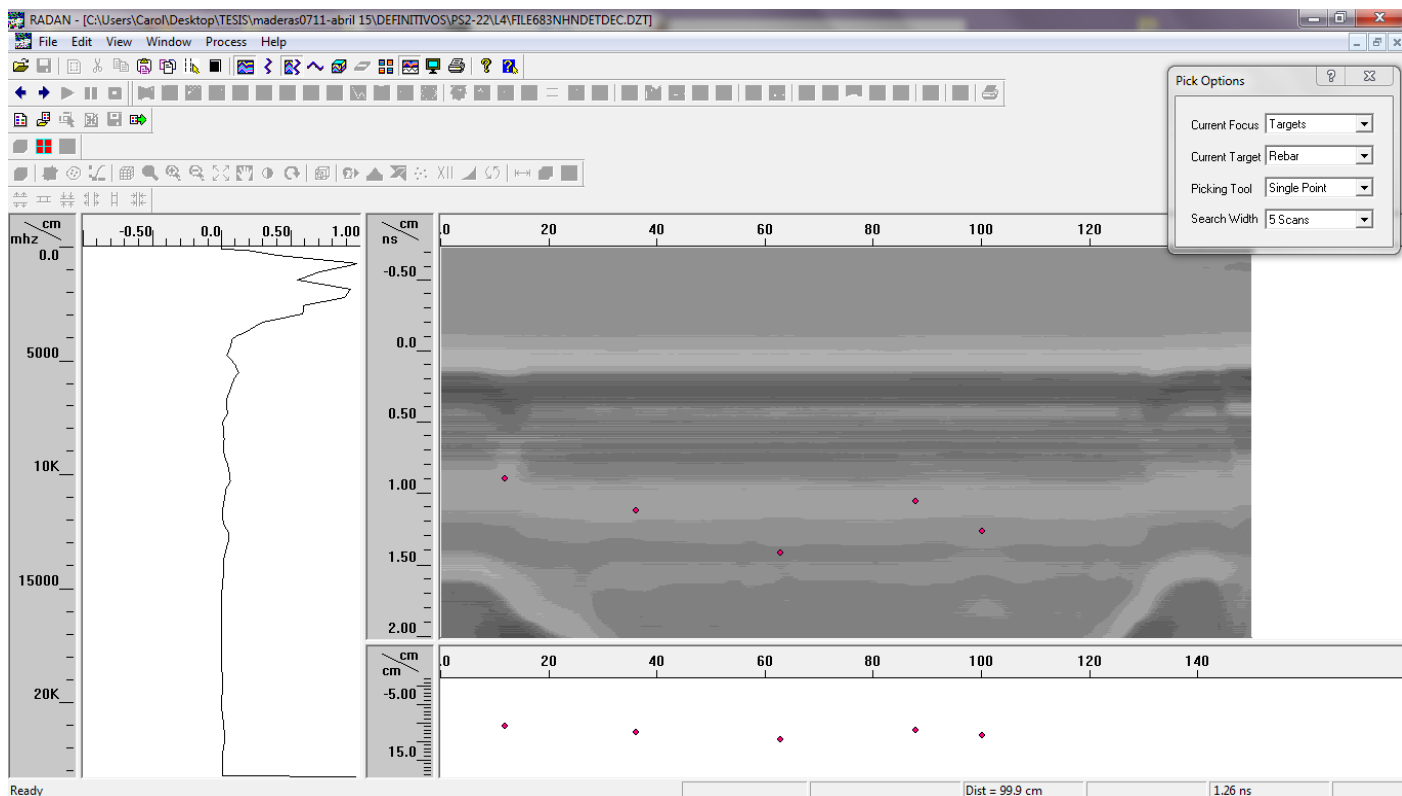 RADAN - [C:\Users\Carol\Desktop\TESIS\maderas0711-abril 15\DEFINITIVOS\PS2-22\L4\FILE683NHNDETDEC.DZT]
File Edit View Window Process Help
Pick Options
Current Focus Targets
Current Target Rebar
Picking Tool Single Point
Search Width 5 Scans
XII
cm
mhz
-0.50 0.0 0.50 1.00
0.0
5000
10K
15000
20K
cm
ns
.0 20 40 60 80 100 120
-0.50
0.0
0.50
1.00
1.50
2.00
cm
cm
.0 20 40 60 80 100 120 140
-5.00
15.0
Ready Dist = 99.9 cm 1.26 ns